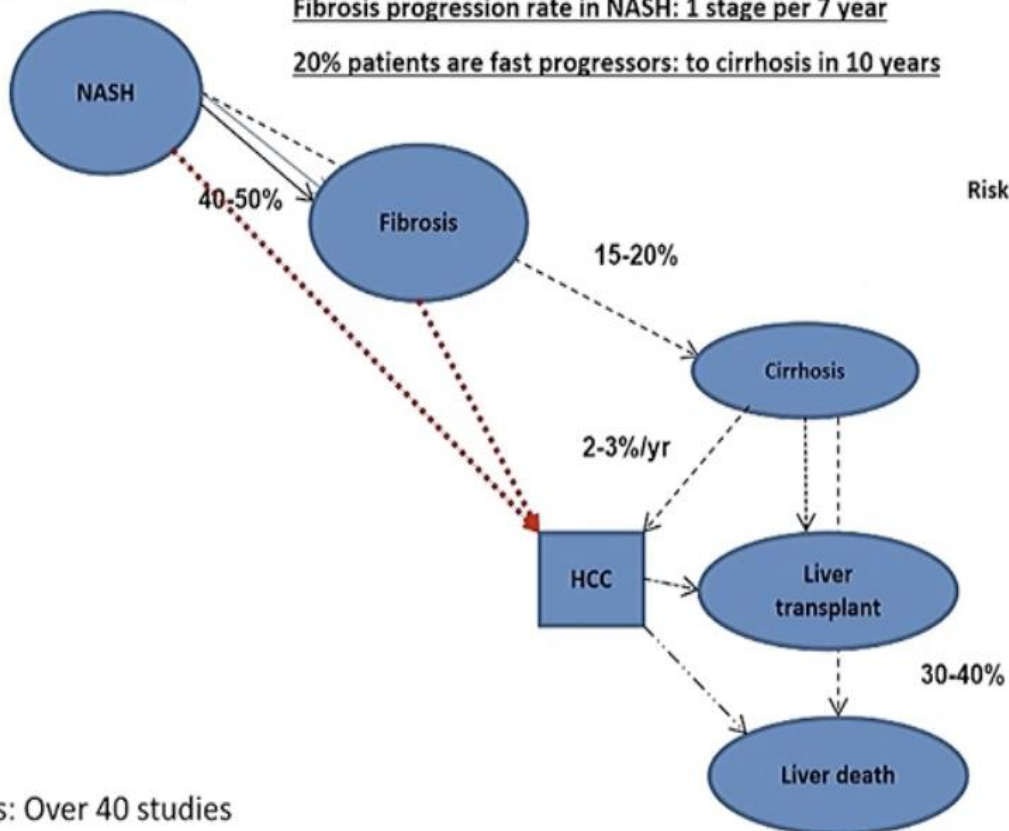 Fibrosis progression rate in NASH: 1 stage per 7 year
20% patients are fast progressors: to cirrhosis in 10 years
NASH
40-50%
Fibrosis
Risk
15-20%
Cirrhosis
2-3%/yr
HCC
Liver
transplant
30-40%
Liver death
s: Over 40 studies